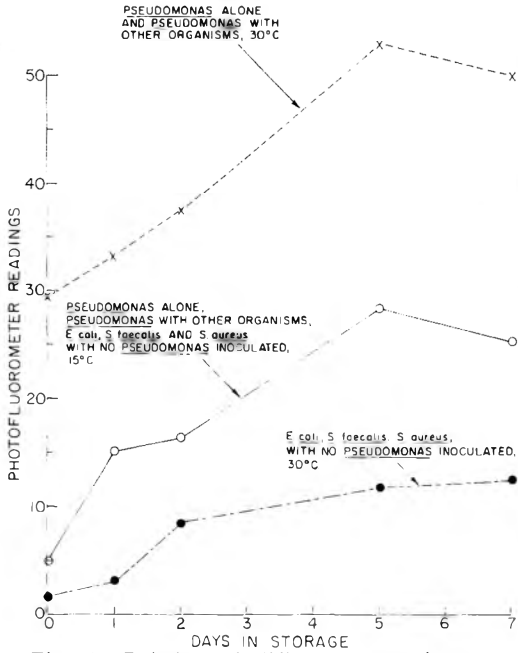 PSEUDOMONAS ALONE
AND PSEUDOMONAS WITH
OTHER ORGANISMS, 30°C
50
40
30
20
10
0
PHOTOFLUOROMETER READINGS
PSEUDOMONAS ALONE,
PSEUDOMONAS WITH OTHER ORGANISMS,
E coli, S faecalis AND S. aureus
WITH NO PSEUDOMONAS INOCULATED,
15°C
E coli, S faecalis, S aureus,
WITH NO PSEUDOMONAS INOCULATED,
30°C
0 1 2 3 4 5 6 7
DAYS IN STORAGE